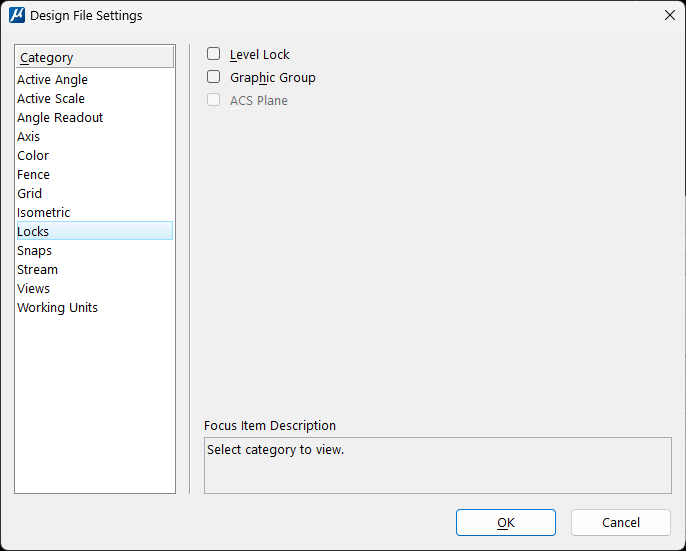 Design File Settings
Category
Active Angle
Active Scale
Angle Readout
Axis
Color
Fence
Grid
Isometric
Locks
Snaps
Stream
Views
Working Units
Level Lock
Graphic Group
ACS Plane
Focus Item Description
Select category to view.
OK
Cancel